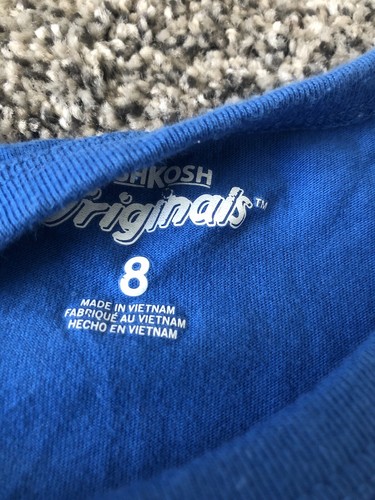 SHKOSH
Originals™
8
MADE IN VIETNAM
FABRIQUÉ AU VIETNAM
HECHO EN VIETNAM